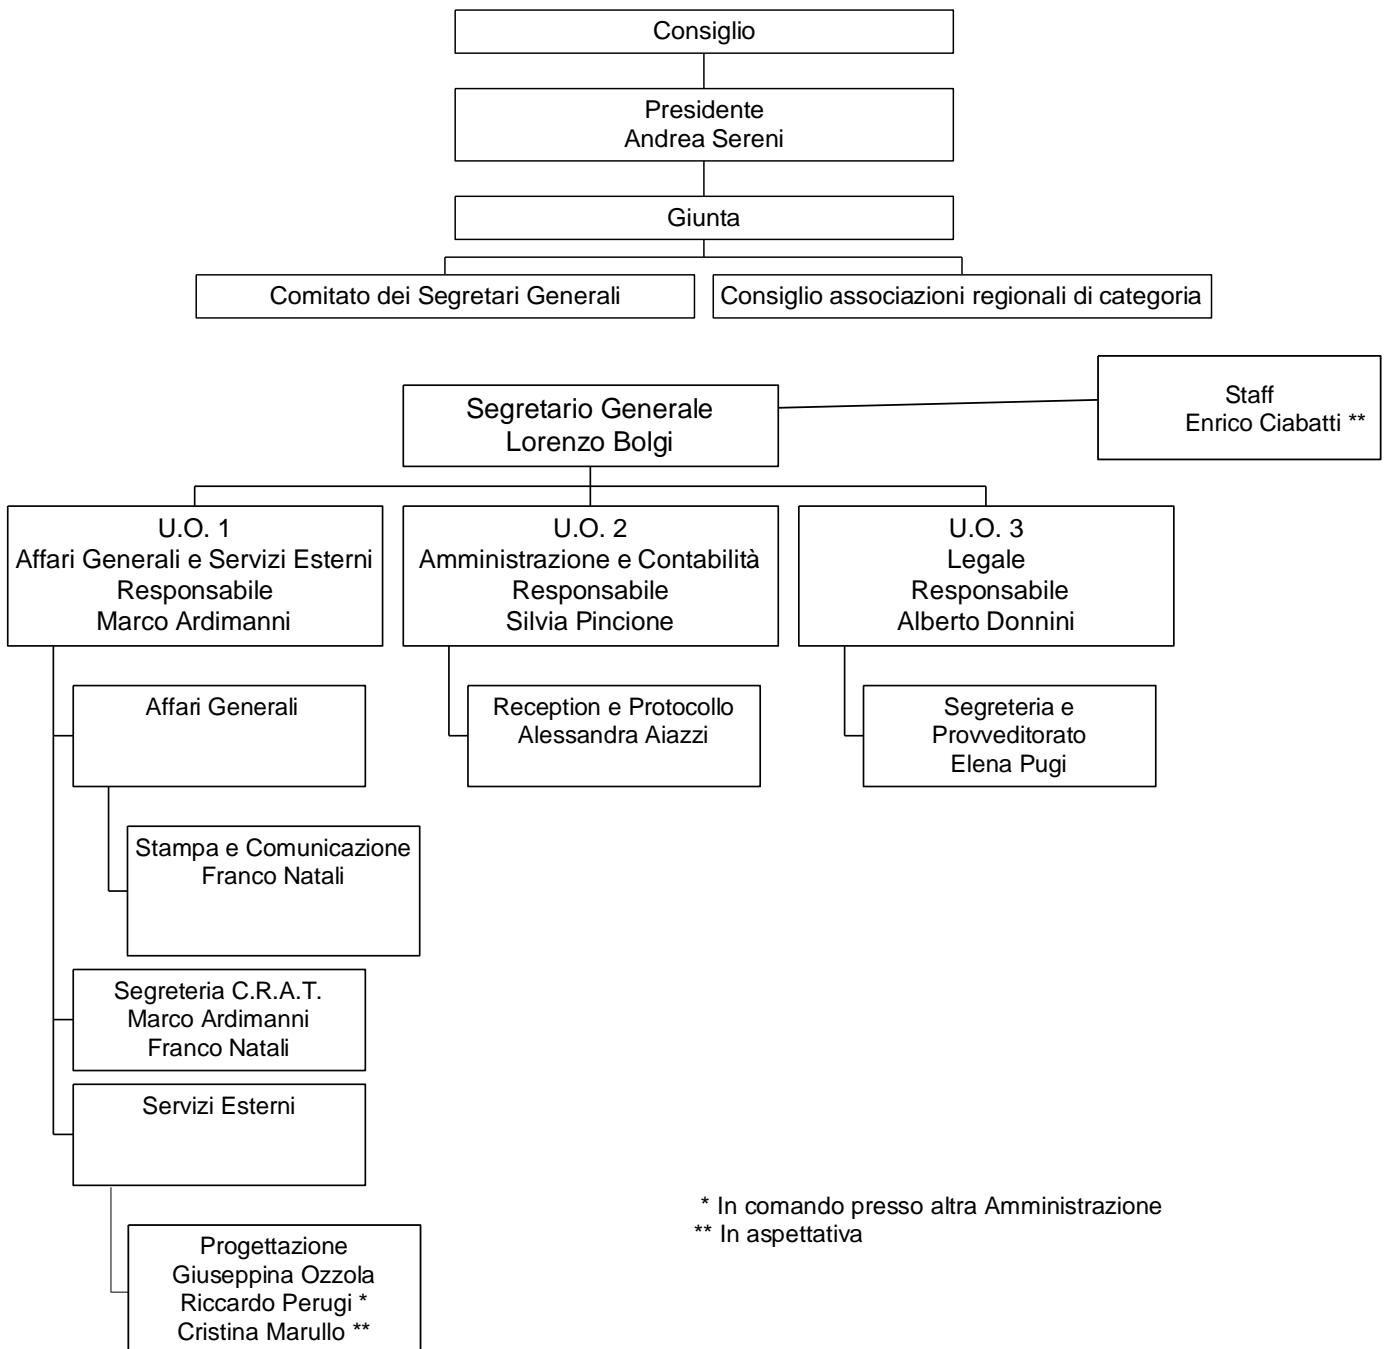 Consiglio
Presidente
Andrea Sereni
Giunta
Comitato dei Segretari Generali
Consiglio associazioni regionali di categoria
Segretario Generale
Lorenzo Bolgi
Staff
Enrico Ciabatti **
U.O. 1
Affari Generali e Servizi Esterni
Responsabile
Marco Ardimanni
U.O. 2
Amministrazione e Contabilità
Responsabile
Silvia Pincione
U.O. 3
Legale
Responsabile
Alberto Donnini
Affari Generali
Reception e Protocollo
Alessandra Aiazzi
Segreteria e
Provveditorato
Elena Pugi
Stampa e Comunicazione
Franco Natali
Segreteria C.R.A.T.
Marco Ardimanni
Franco Natali
Servizi Esterni
Progettazione
Giuseppina Ozzola
Riccardo Perugi *
Cristina Marullo **
* In comando presso altra Amministrazione
** In aspettativa